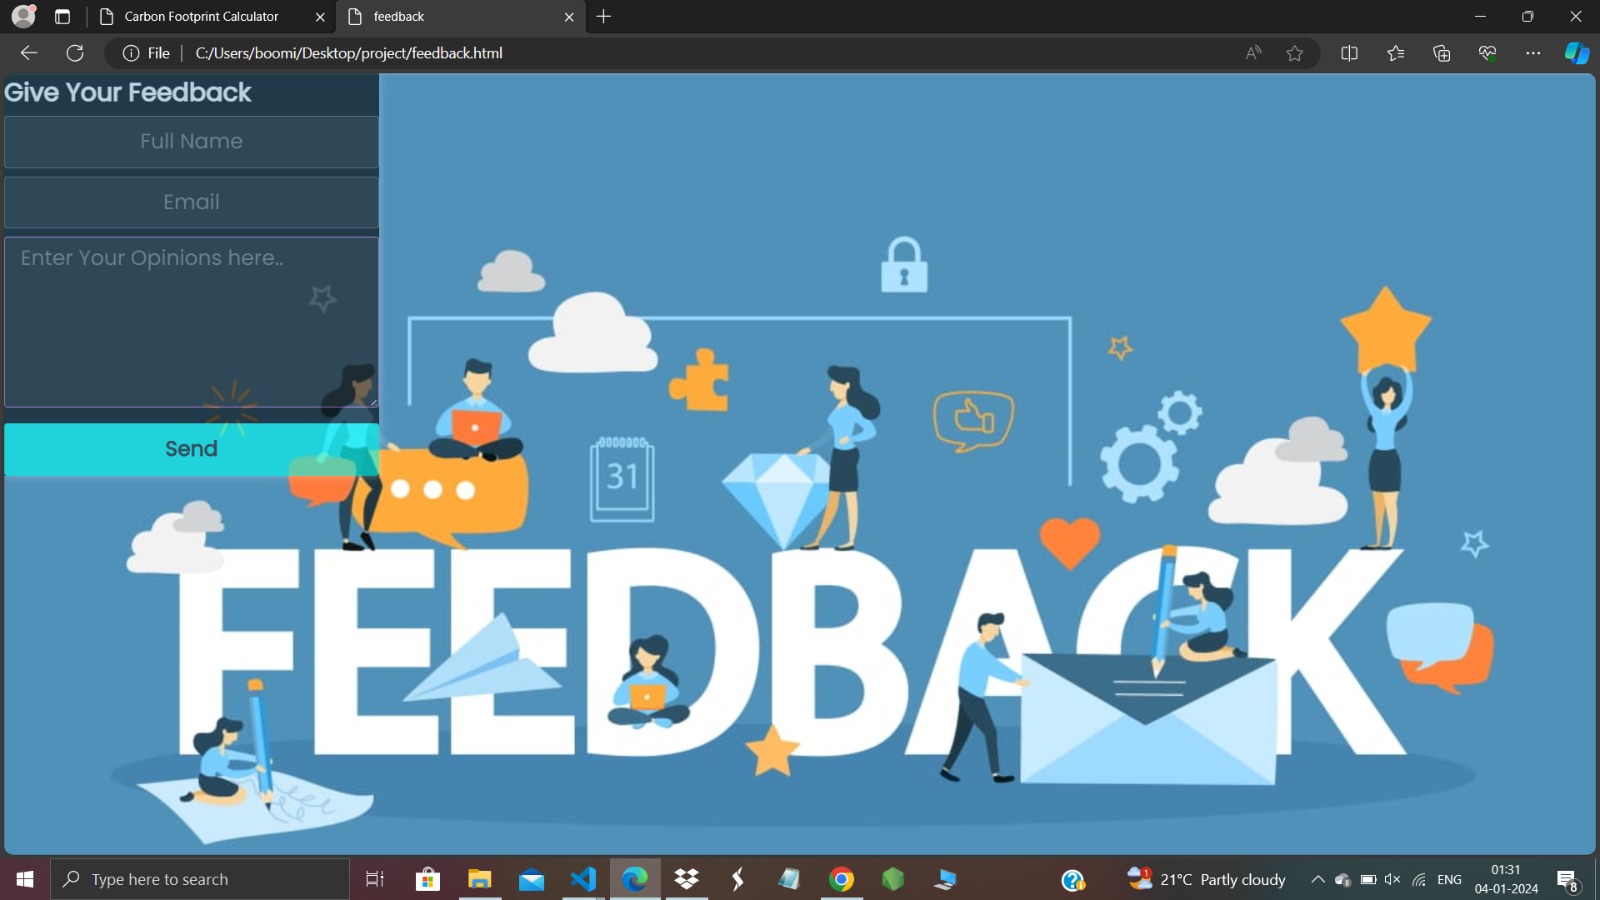 Carbon Footprint Calculator
feedback
File
C:/Users/boomi/Desktop/project/feedback.html
Give Your Feedback
Full Name
Email
Enter Your Opinions here..
Send
31
FEEDBACK
Type here to search
1
21°C Partly cloudy
ENG
01:31
04-01-2024
8